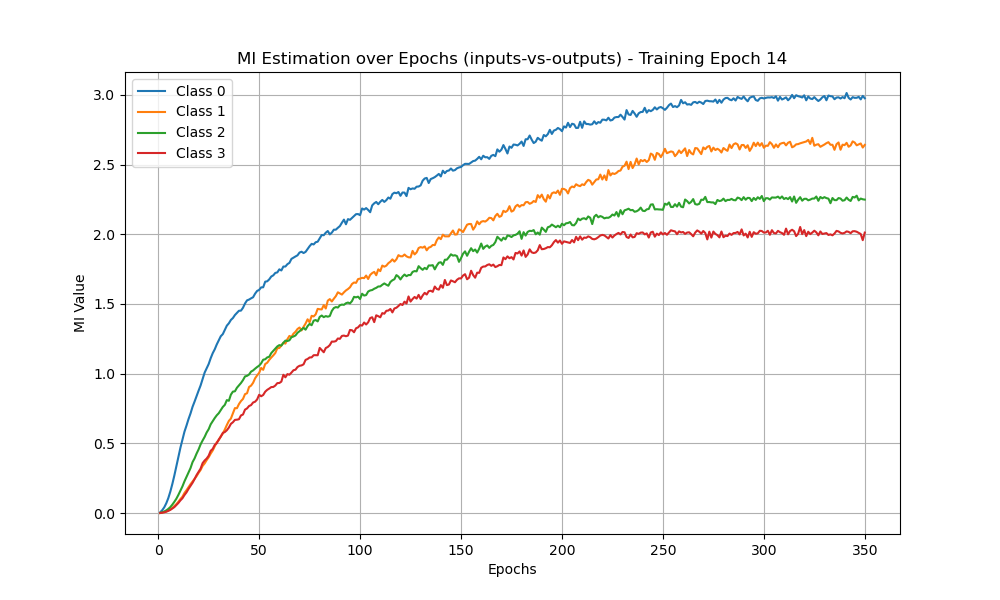 MI Estimation over Epochs (inputs-vs-outputs) - Training Epoch 14
Class 0
Class 1
Class 2
Class 3
MI Value
3.0
2.5
2.0
1.5
1.0
0.5
0.0
0 50 100 150 200 250 300 350
Epochs